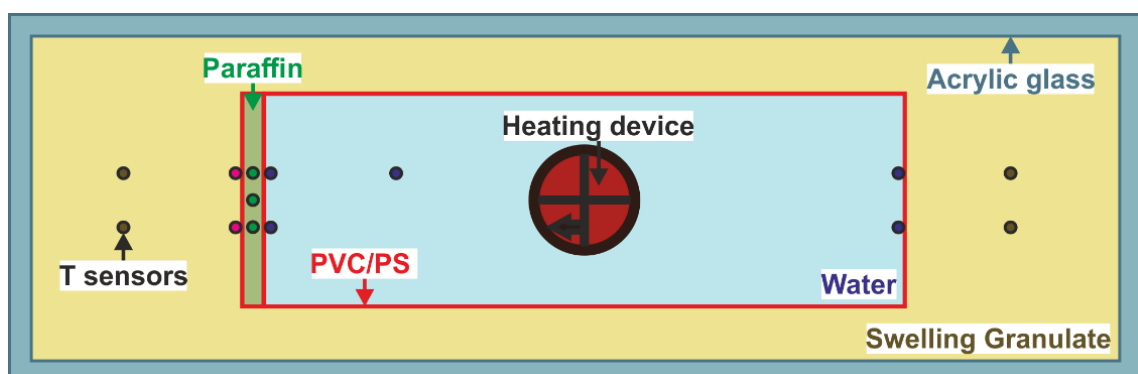 Paraffin
Acrylic glass
Heating device
T sensors
PVC/PS
Water
Swelling Granulate